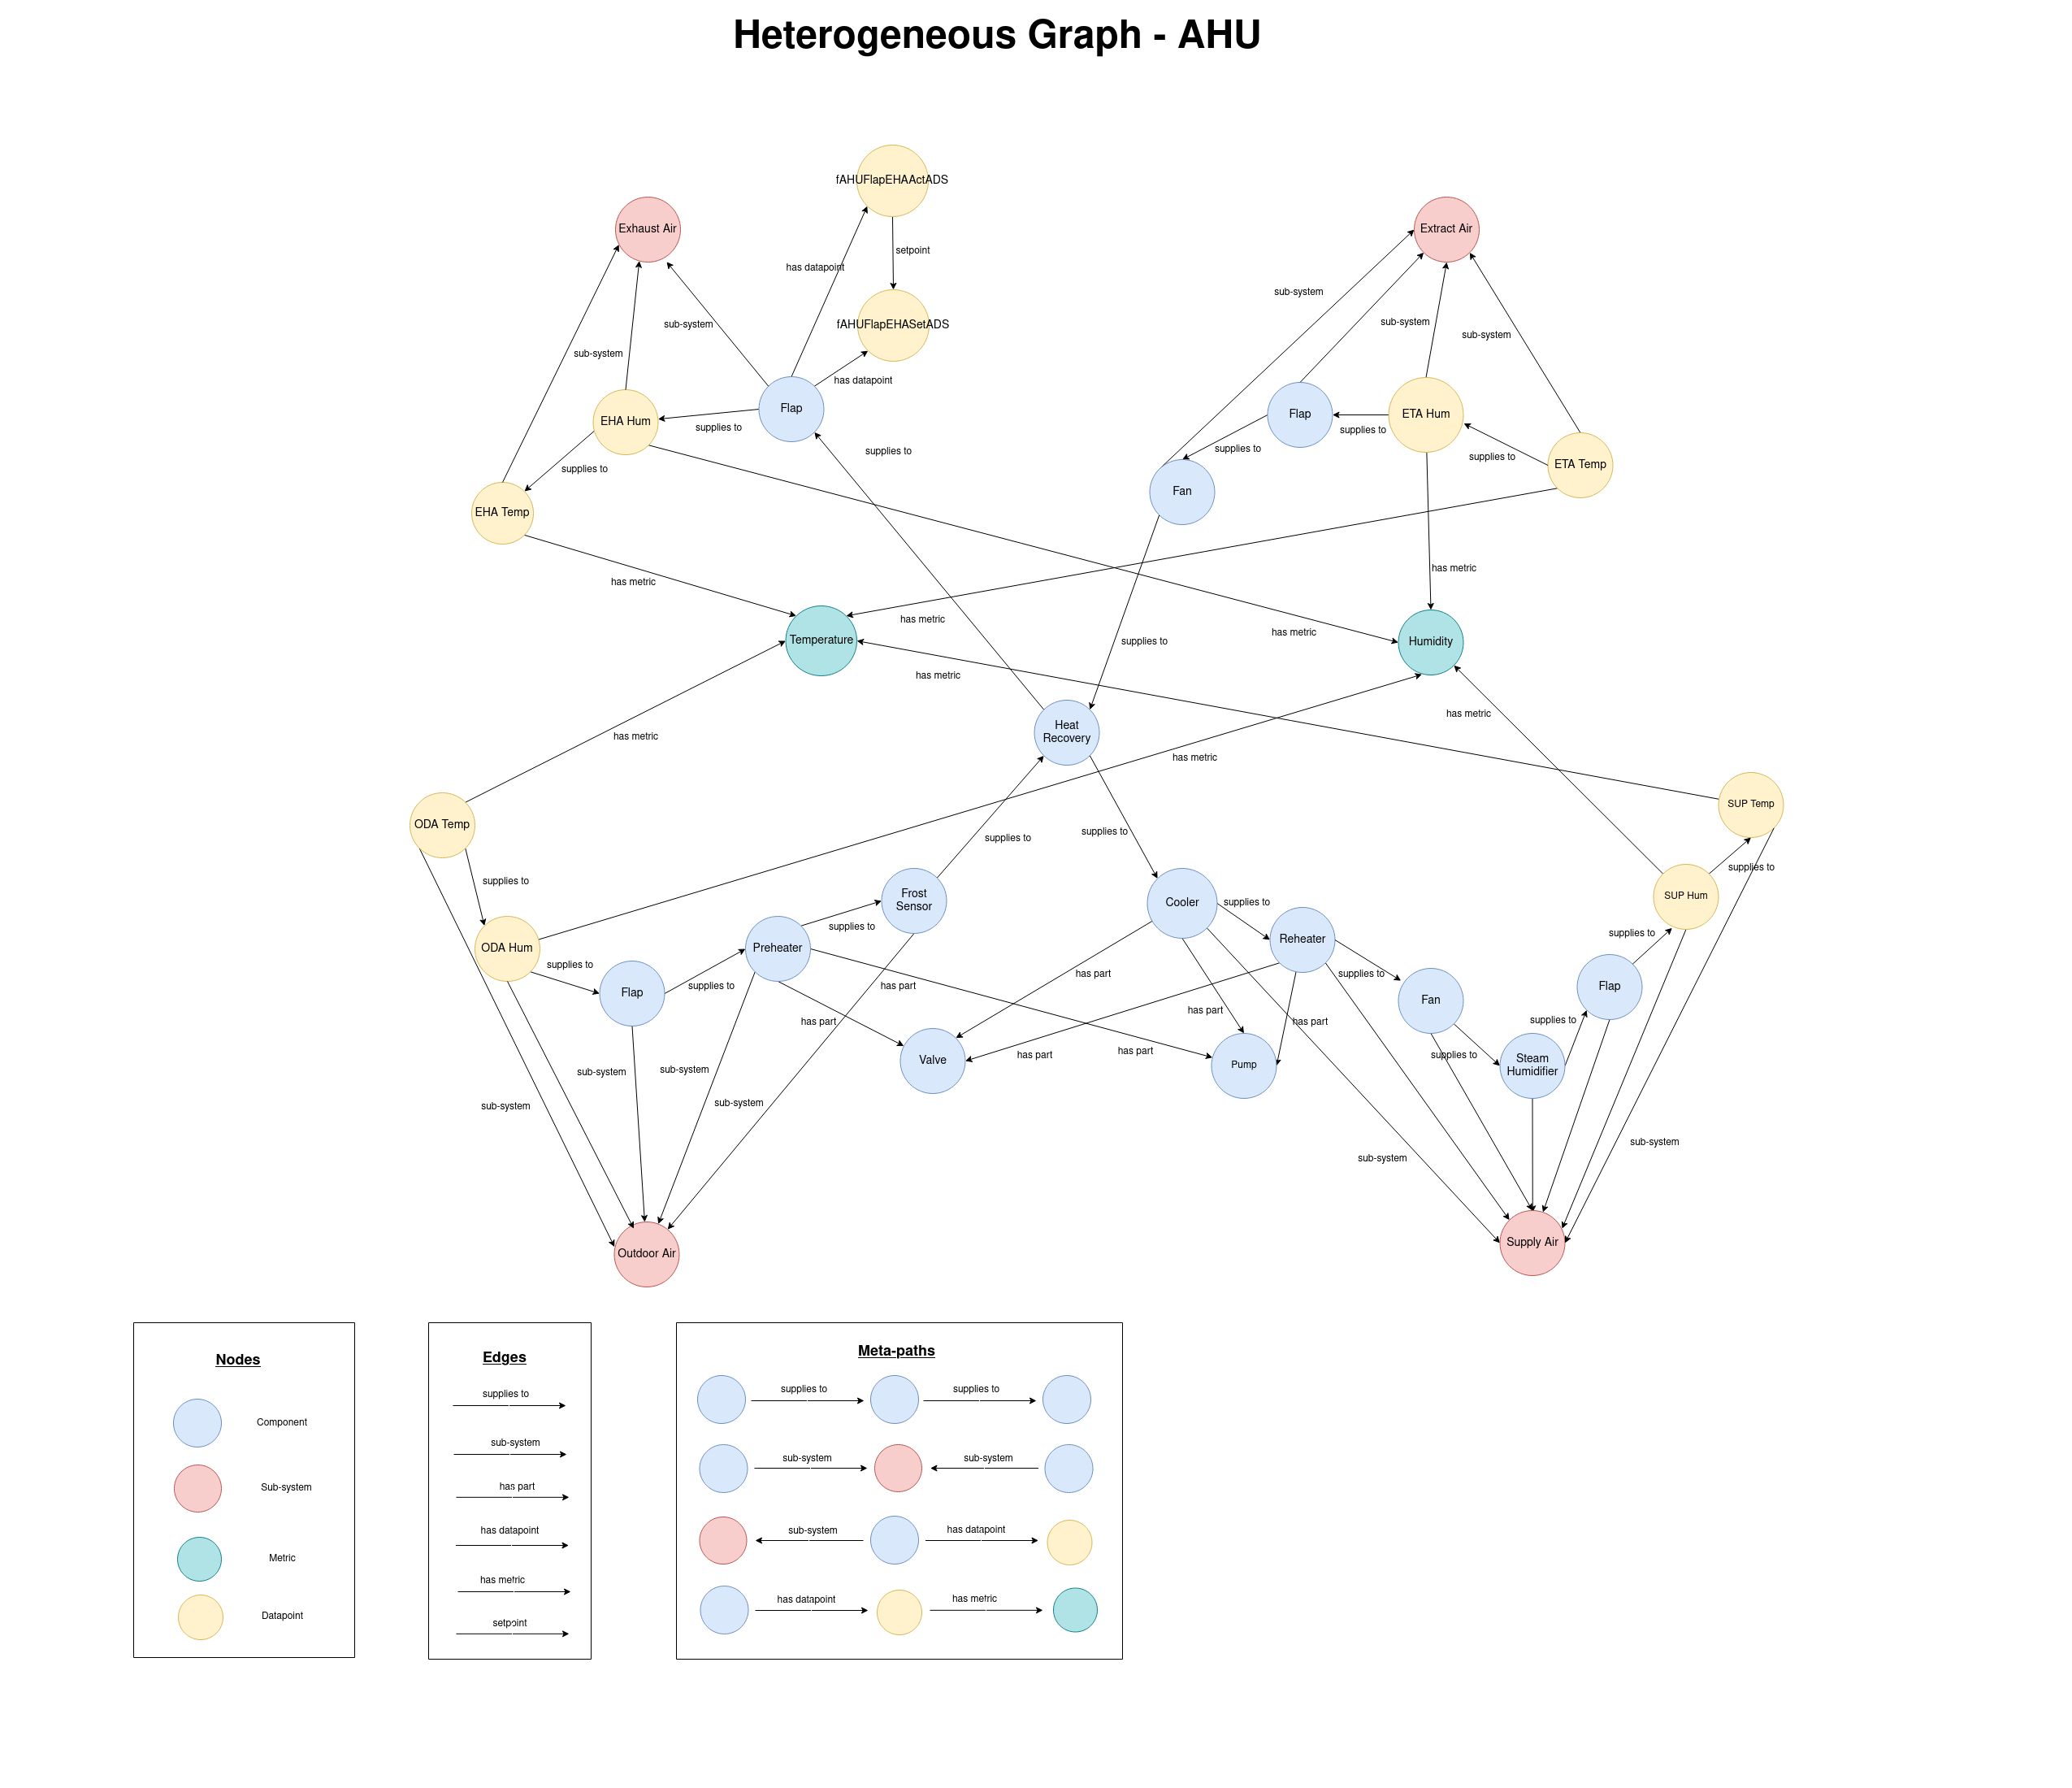 Heterogeneous Graph - AHU
fAHUFlapEHAActADS
Exhaust Air
Extract Air
setpoint
has datapoint
sub-system
sub-system
fAHUFlapEHASetADS
sub-system
sub-system
sub-system
has datapoint
Flap
EHA Hum
supplies to
Flap
ETA Hum
supplies to
supplies to
supplies to
supplies to
supplies to
ETA Temp
Fan
EHA Temp
has metric
has metric
has metric
has metric
Temperature
supplies to
Humidity
has metric
has metric
has metric
Heat
Recovery
has metric
SUP Temp
ODA Temp
supplies to
supplies to
supplies to
supplies to
Frost
Sensor
Cooler
supplies to
SUP Hum
ODA Hum
Preheater
supplies to
Reheater
supplies to
supplies to
has part
supplies to
Flap
supplies to
has part
Flap
Fan
has part
has part
has part
supplies to
has part
has part
supplies to
Valve
Pump
Steam
Humidifier
sub-system
sub-system
sub-system
sub-system
sub-system
sub-system
Outdoor Air
Supply Air
Nodes
Component
Sub-system
Metric
Datapoint
Edges
supplies to
sub-system
has part
has datapoint
has metric
setpoint
Meta-paths
supplies to
supplies to
sub-system
sub-system
sub-system
has datapoint
has datapoint
has metric